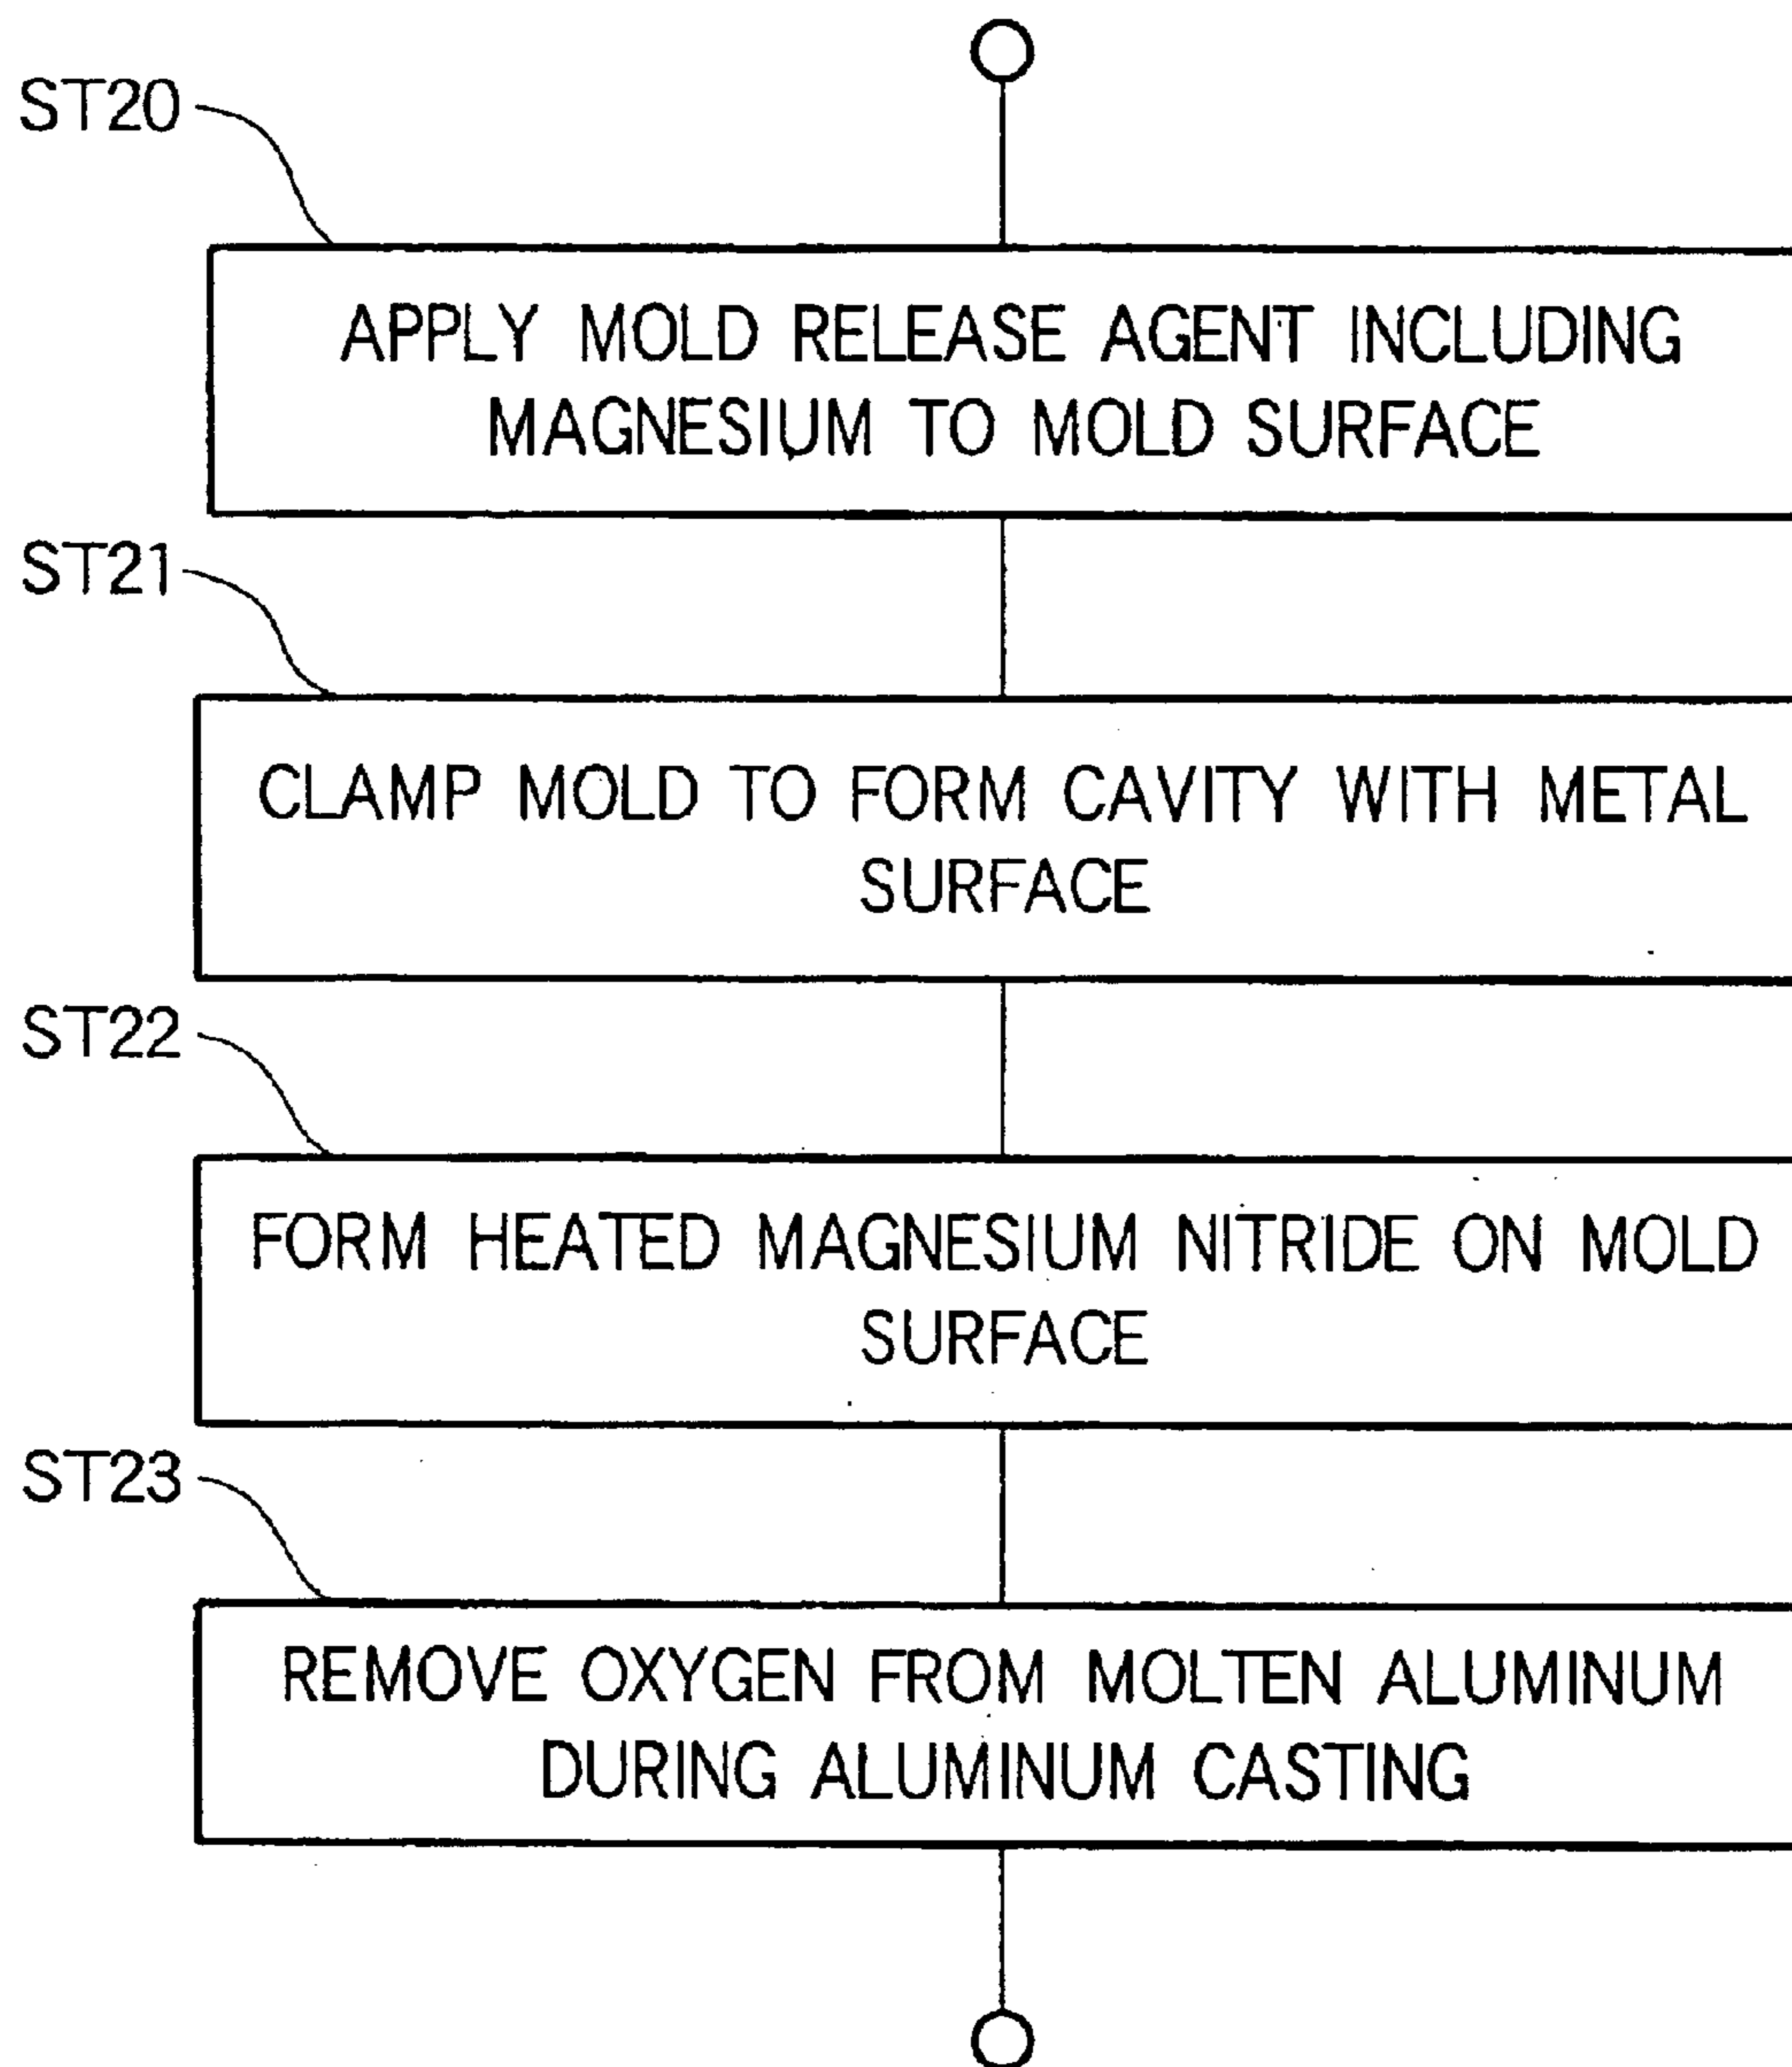 ST20
APPLY MOLD RELEASE AGENT INCLUDING
MAGNESIUM TO MOLD SURFACE
ST21
CLAMP MOLD TO FORM CAVITY WITH METAL
SURFACE
ST22
FORM HEATED MAGNESIUM NITRIDE ON MOLD
SURFACE
ST23
REMOVE OXYGEN FROM MOLTEN ALUMINUM
DURING ALUMINUM CASTING